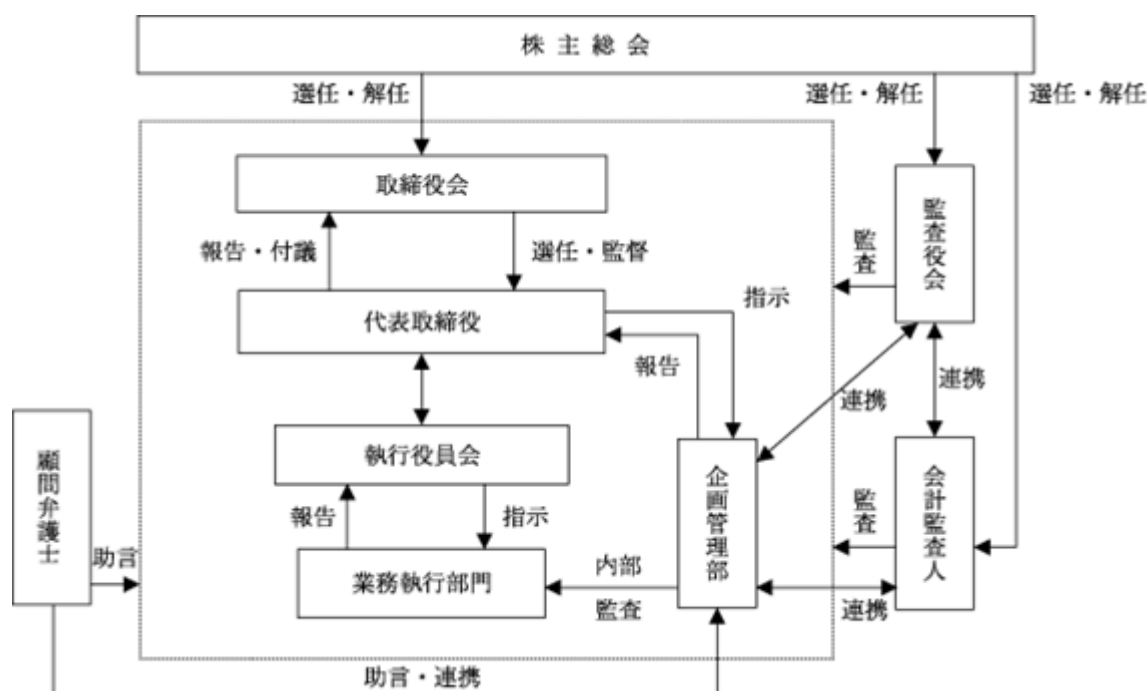 株主総会
選任・解任
選任・解任
選任・解任
取締役会
監査役会
報告・付議
選任・監督
監査
指示
代表取締役
報告
連携
連携
執行役員会
顧問弁護士
企画管理部
会計監査人
報告
指示
監査
助言
業務執行部門
内部
監査
連携
助言・連携